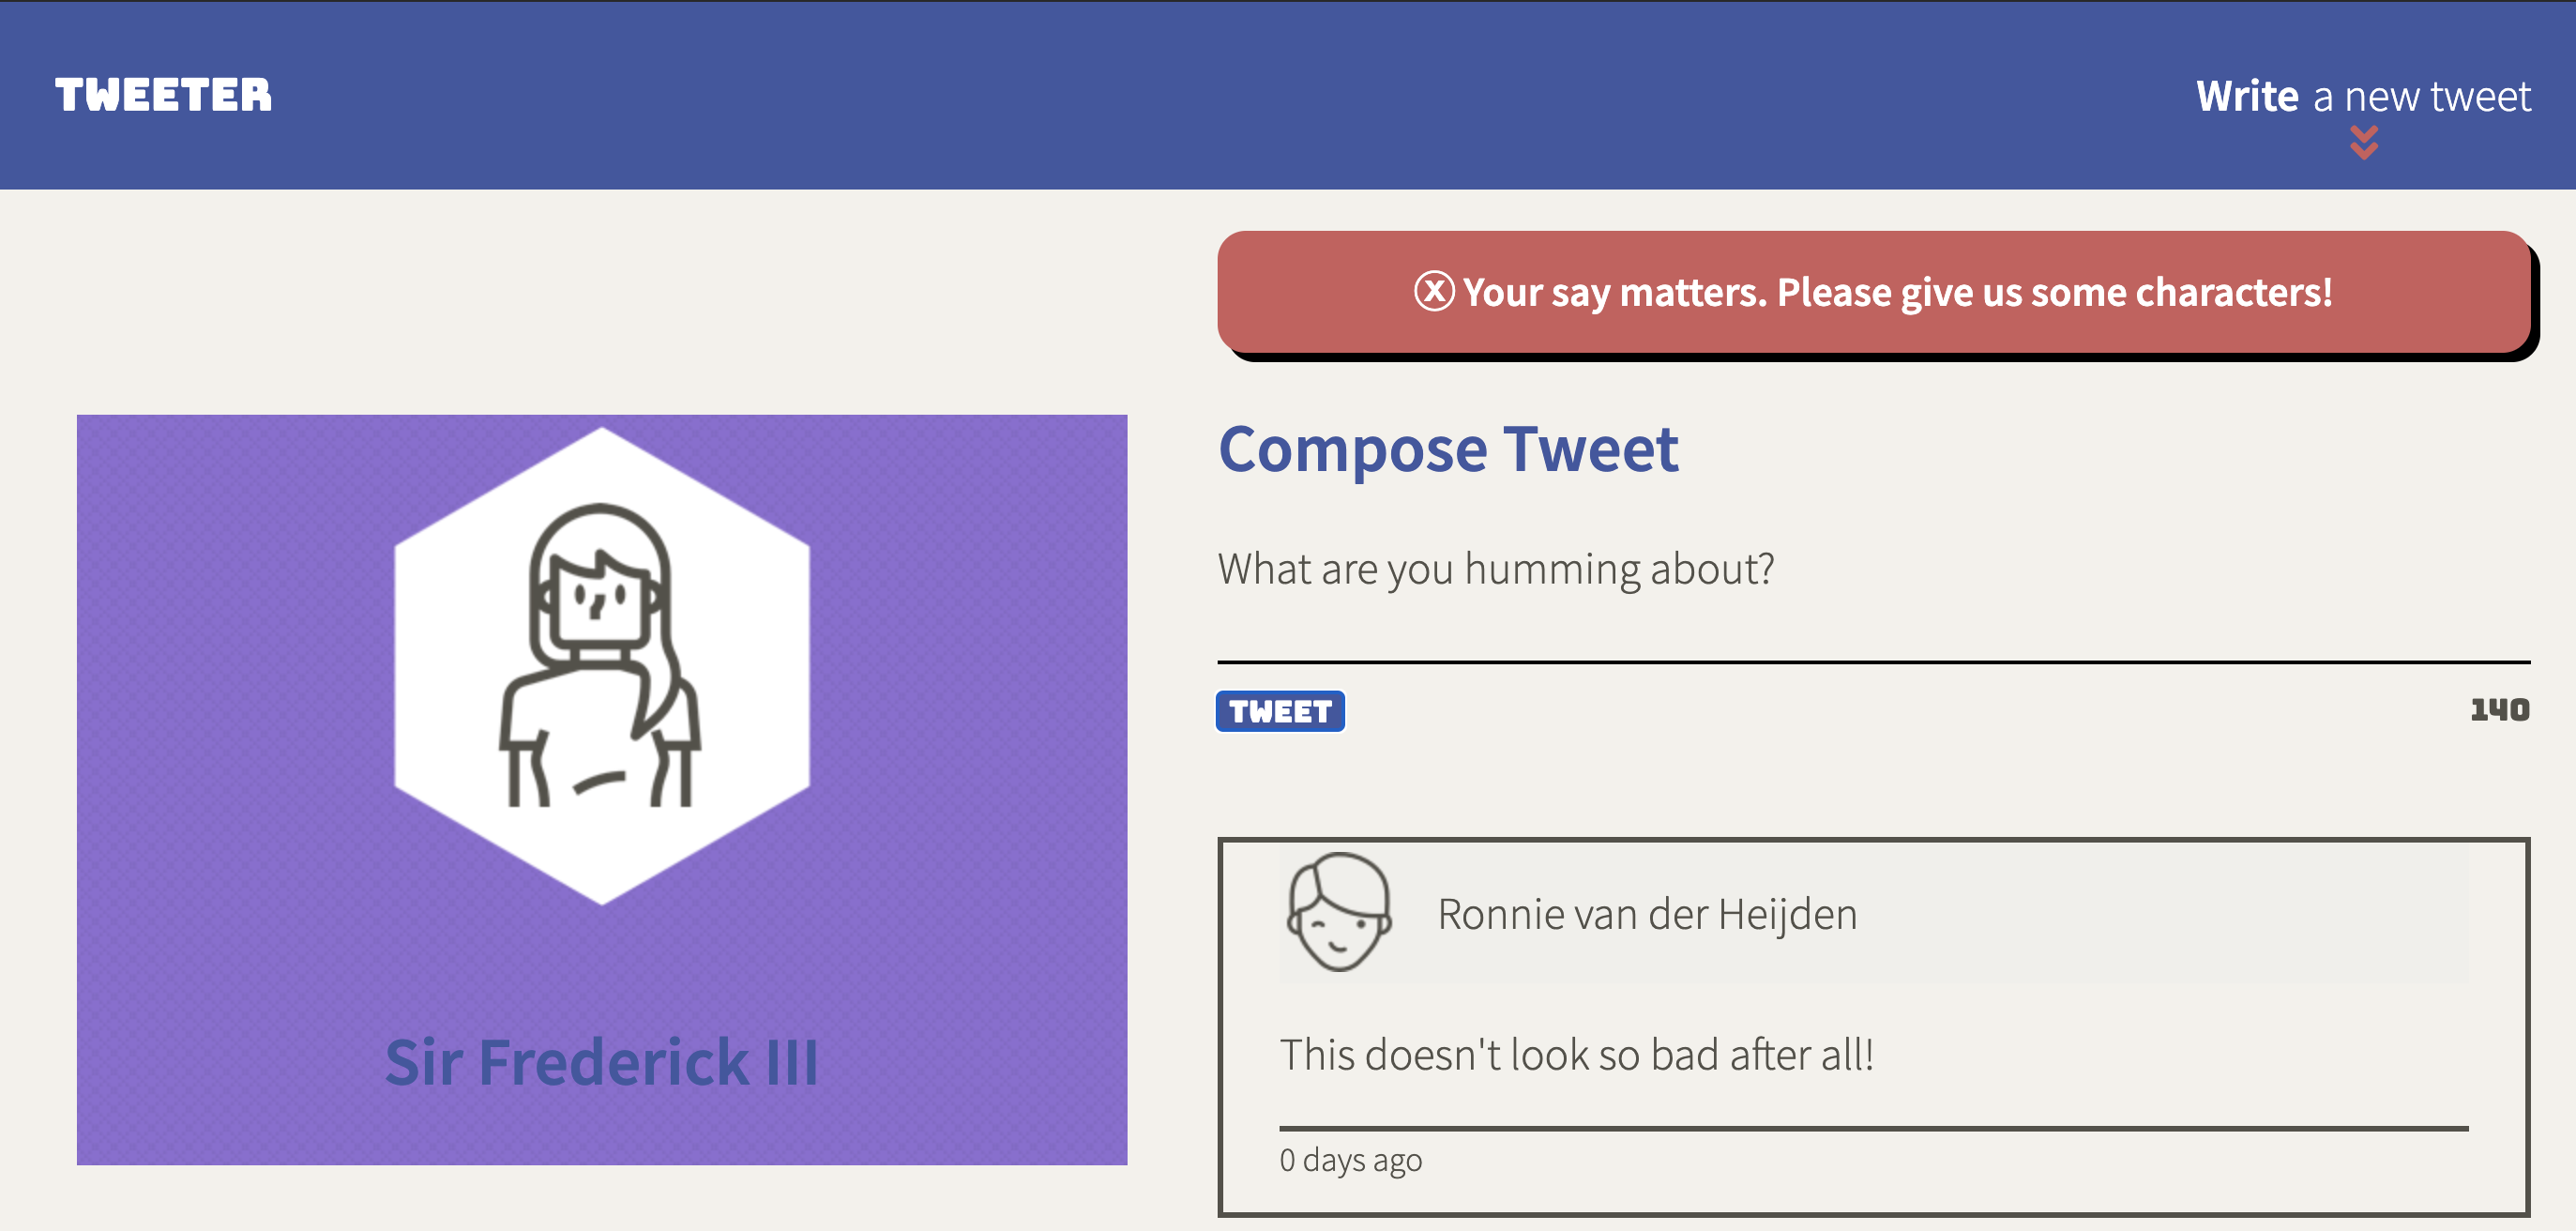 TWEETER
Write a new tweet
ⓧ Your say matters. Please give us some characters!
Compose Tweet
What are you humming about?
TWEET
140
Sir Frederick III
Ronnie van der Heijden
This doesn't look so bad after all!
0 days ago